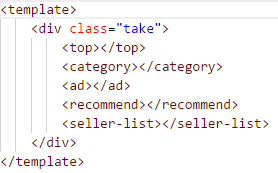 <template>
    <div class="take">
        <top></top>
        <category></category>
        <ad></ad>
        <recommend></recommend>
        <seller-list></seller-list>
    </div>
</template>